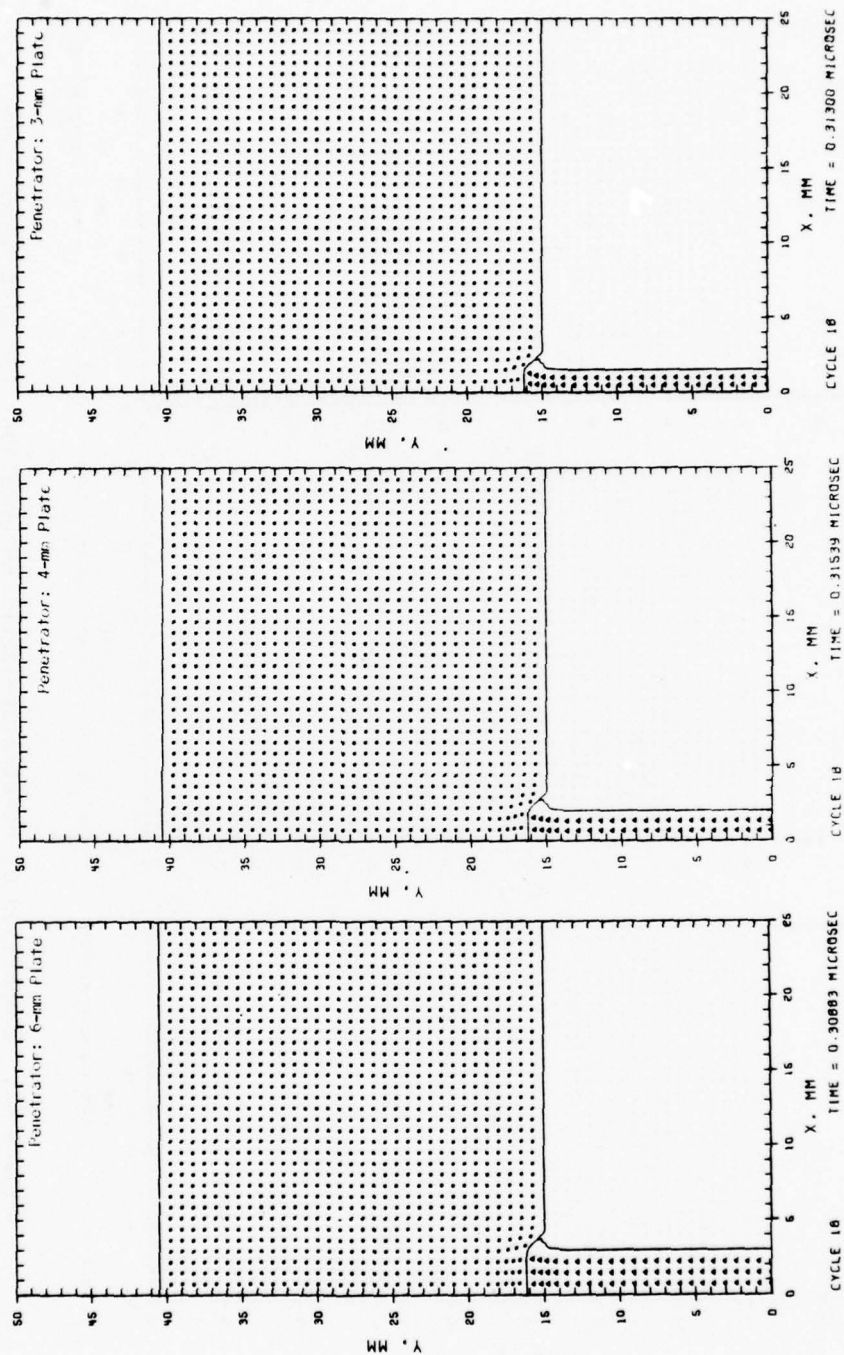 Penetrator: 6-mm Plate
50
45
40
35
30
25
20
15
10
5
0
Y, MM
0 5 10 15 20 25
X, MM
CYCLE 18 TIME = 0.30883 MICROSEC
Penetrator: 4-mm Plate
50
45
40
35
30
25
20
15
10
5
0
Y, MM
0 5 10 15 20 25
X, MM
CYCLE 18 TIME = 0.31539 MICROSEC
Penetrator: 3-mm Plate
50
45
40
35
30
25
20
15
10
5
0
Y, MM
0 5 10 15 20 25
X, MM
CYCLE 18 TIME = 0.31300 MICROSEC